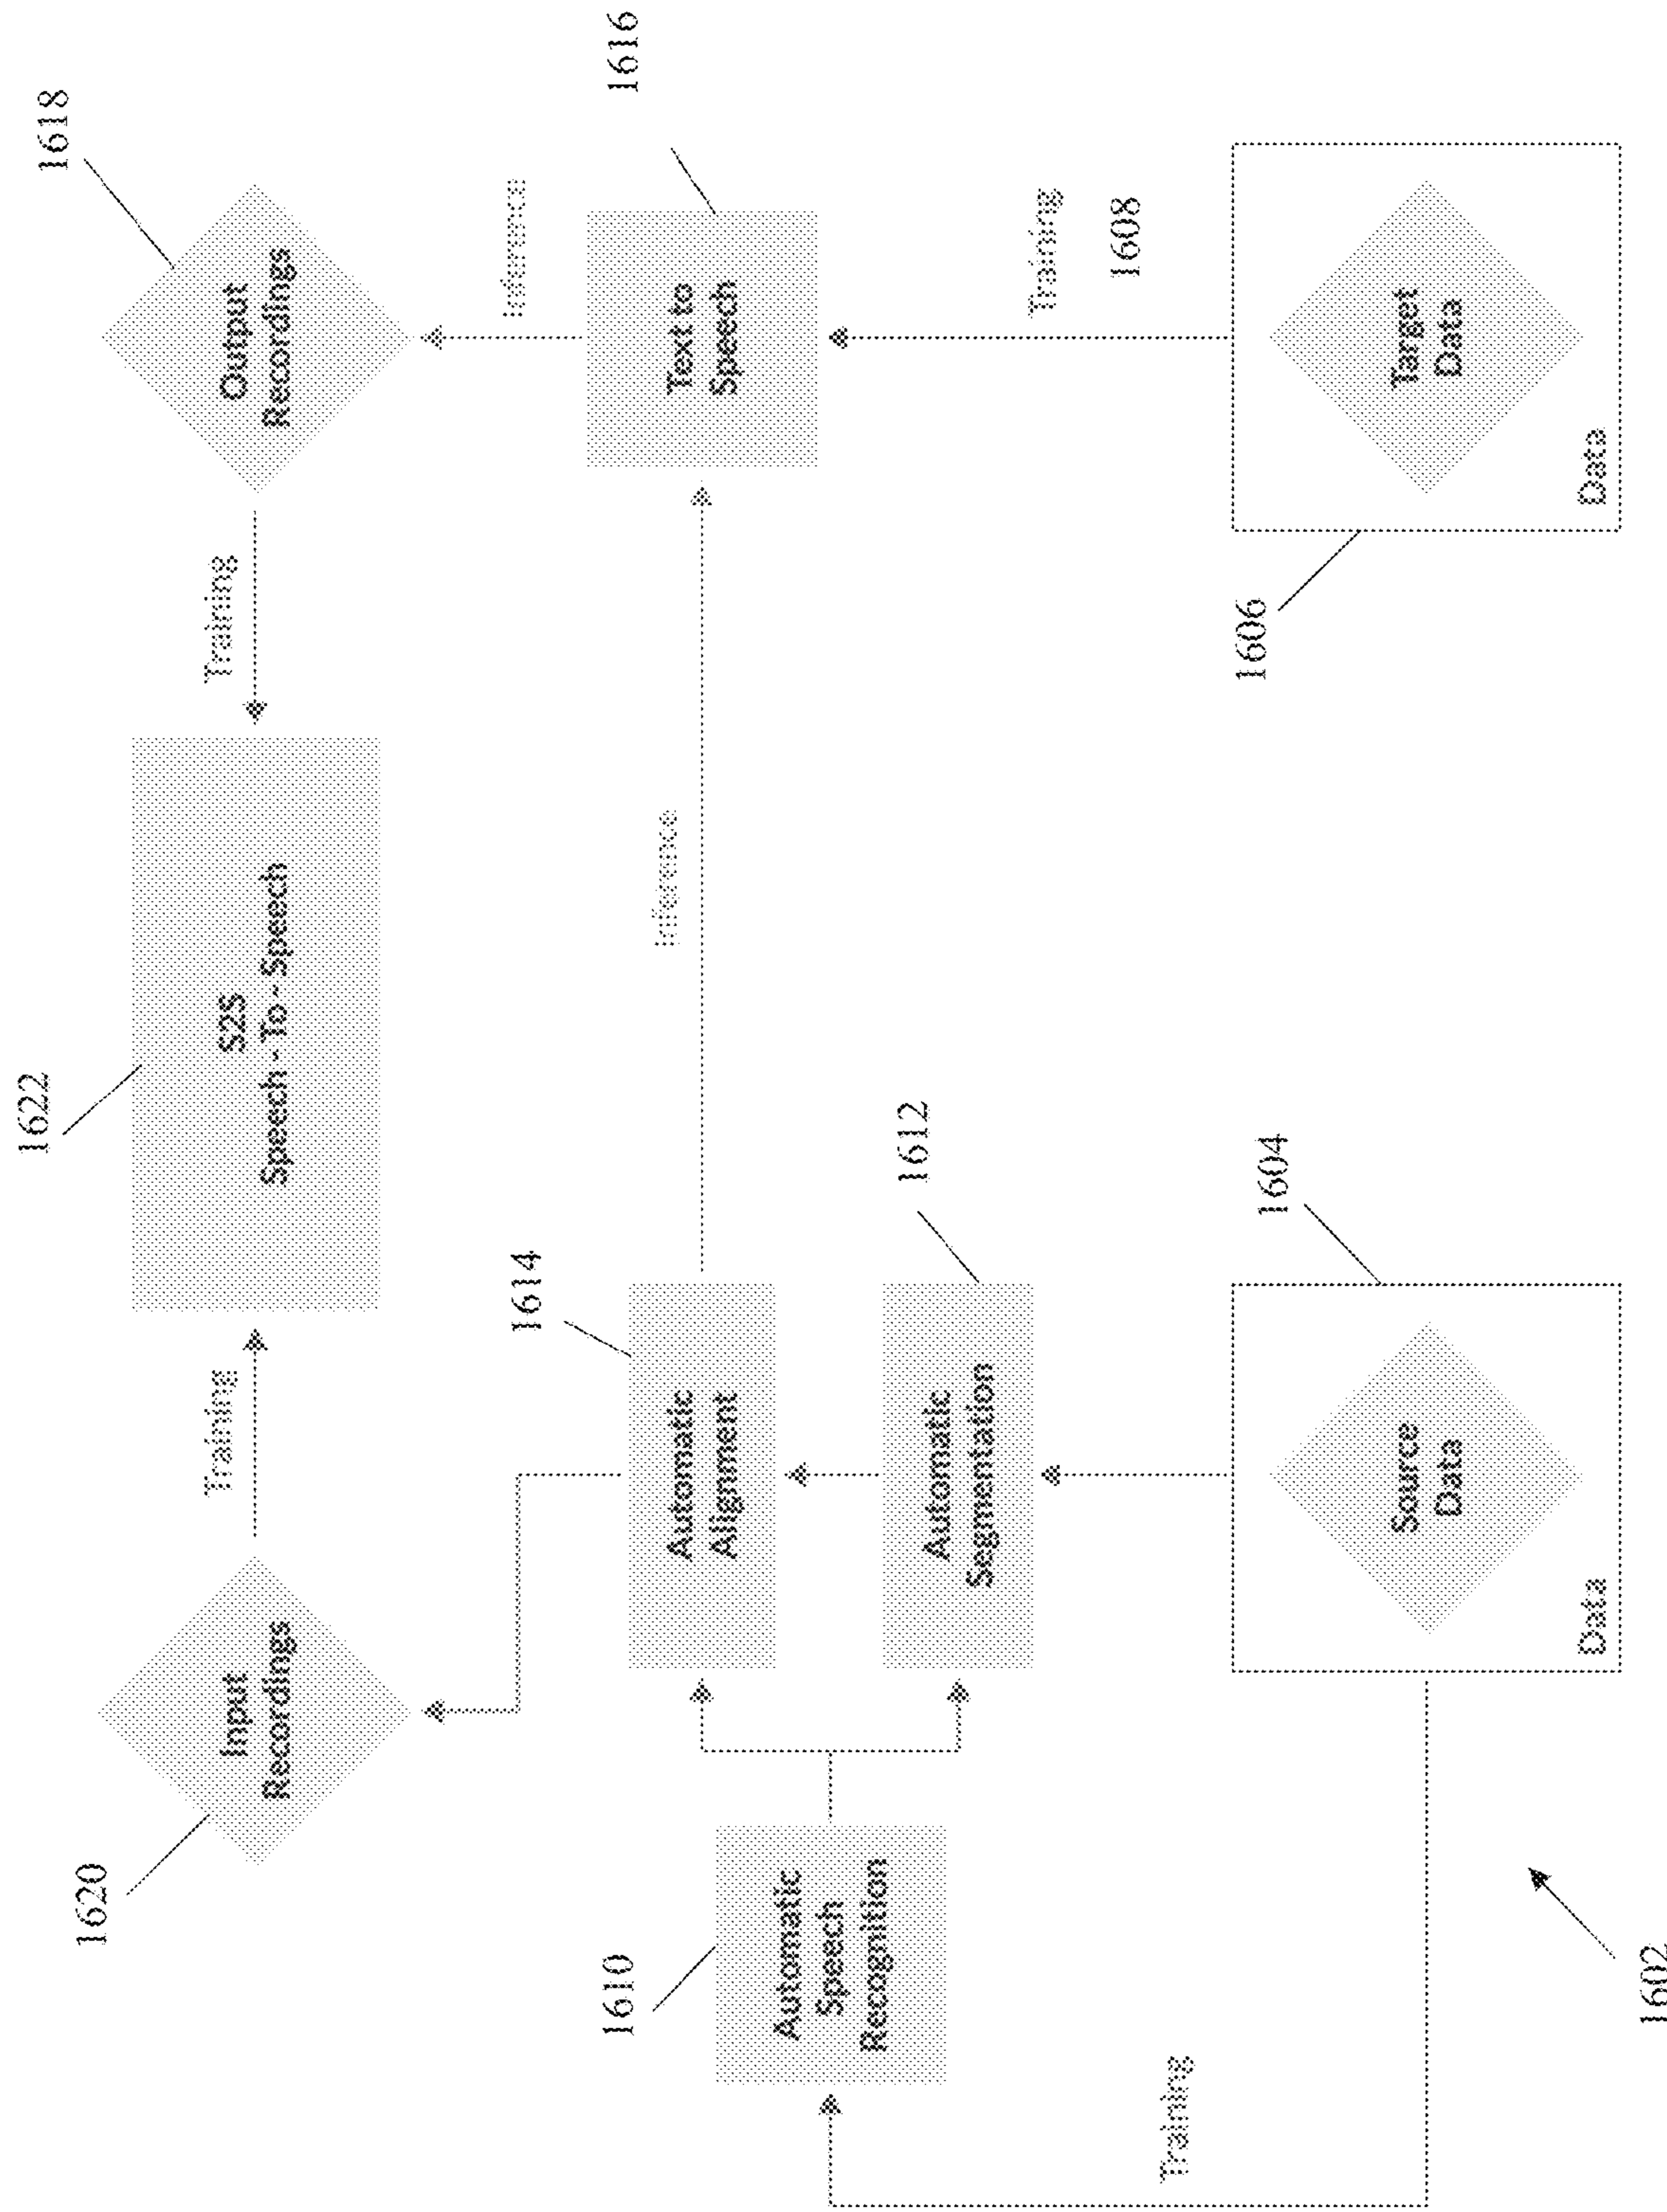 1620
Input
Recordings
Training
1622
S2S
Speech - To - Speech
Training
1618
Output
Recordings
1610
Automatic
Speech
Recognition
1614
Automatic
Alignment
Inference
Inference
1616
Text to
Speech
1612
Automatic
Segmentation
Training
Training
1608
1604
Source
Data
Data
1602
1606
Target
Data
Data